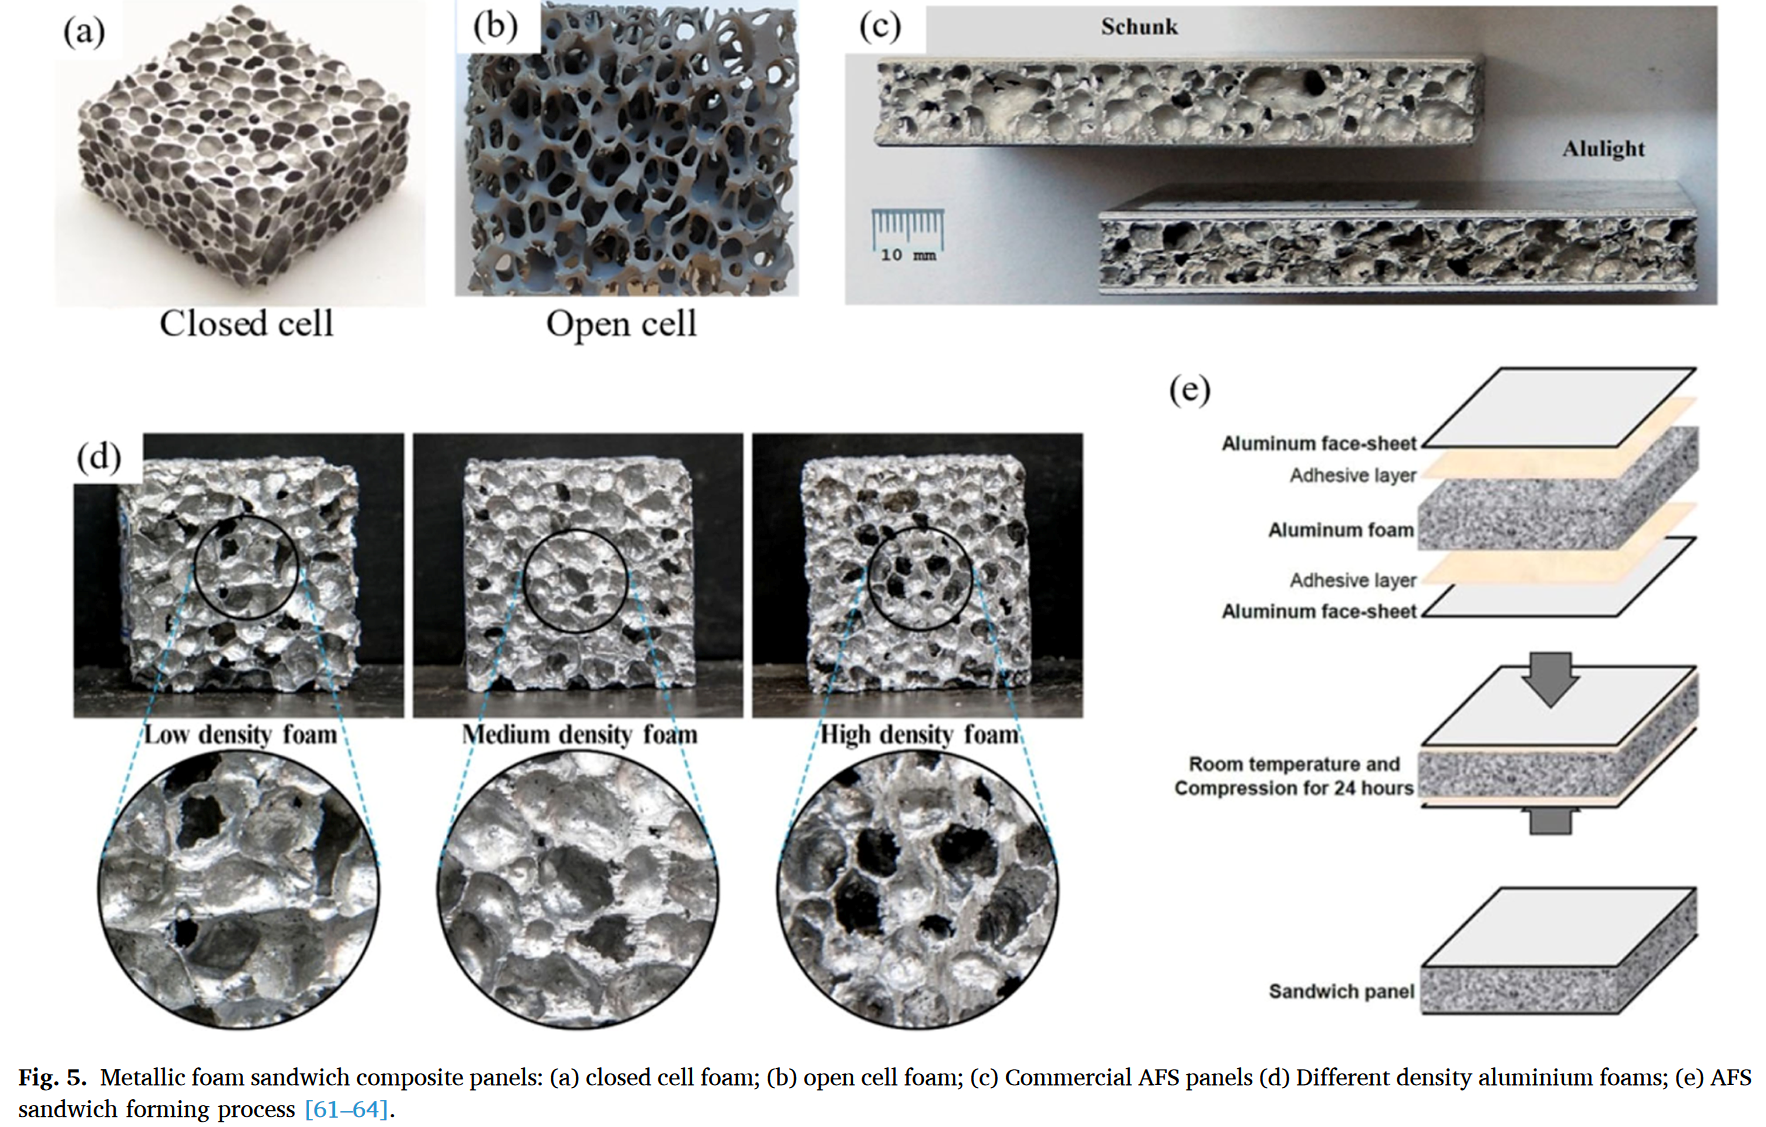 (a)
(b)
(c)
Schunk
Alulight
10 mm
Closed cell
Open cell
(d)
(e)
Aluminum face-sheet
Adhesive layer
Aluminum foam
Adhesive layer
Aluminum face-sheet
Low density foam
Medium density foam
High density foam
Room temperature and
Compression for 24 hours
Sandwich panel
Fig. 5. Metallic foam sandwich composite panels: (a) closed cell foam; (b) open cell foam; (c) Commercial AFS panels (d) Different density aluminium foams; (e) AFS
sandwich forming process [61–64].